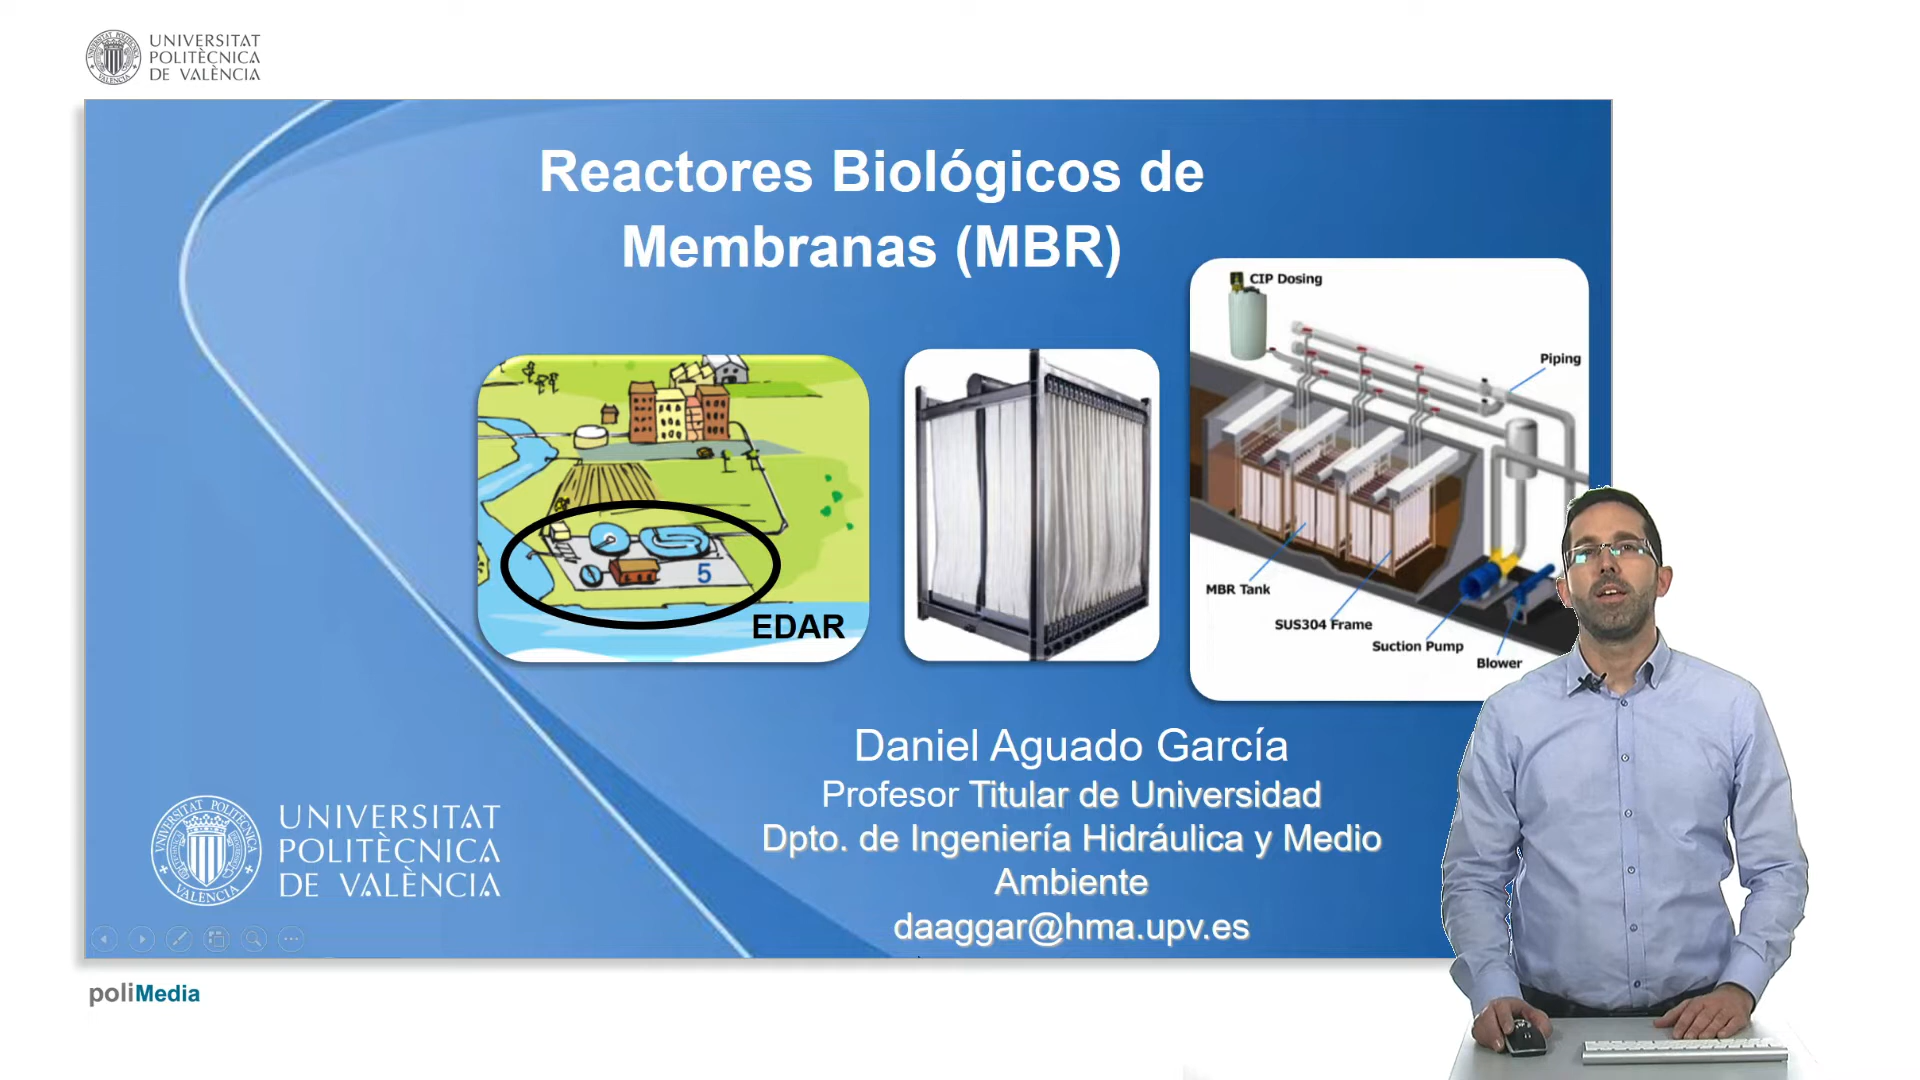 UNIVERSITAT
POLITÈCNICA
DE VALÈNCIA
Reactores Biológicos de
Membranas (MBR)
CIP Dosing
Piping
MBR Tank
SUS304 Frame
Suction Pump
Blower
5
EDAR
Daniel Aguado García
Profesor Titular de Universidad
Dpto. de Ingeniería Hidráulica y Medio
Ambiente
daaggar@hma.upv.es
UNIVERSITAT
POLITÈCNICA
DE VALÈNCIA
poliMedia